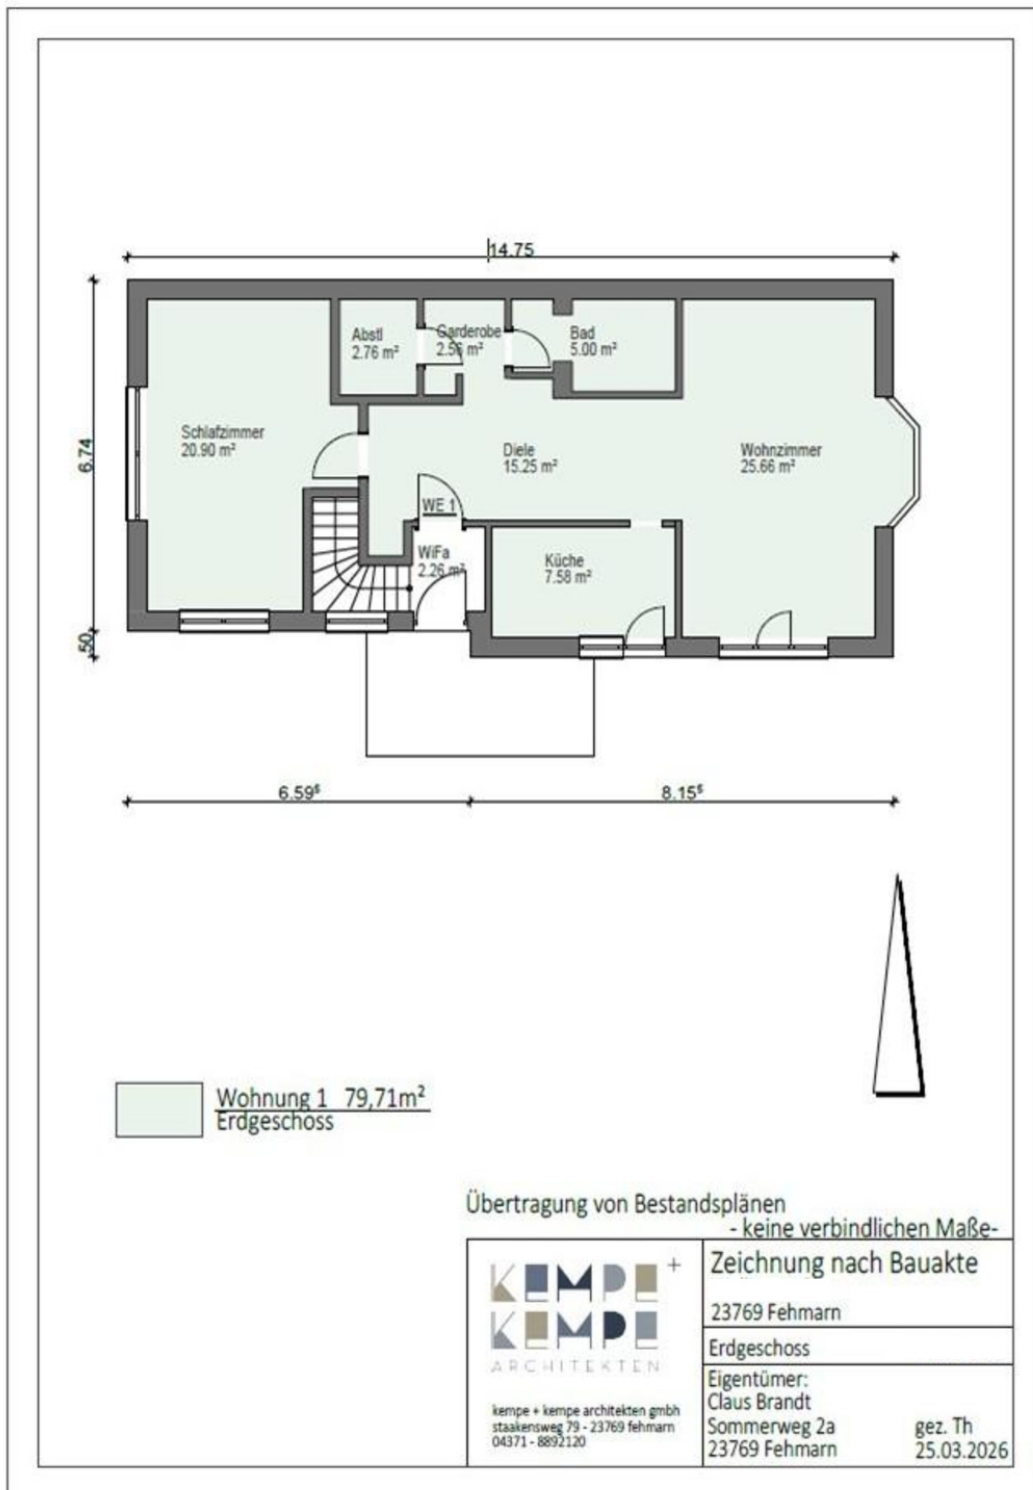 14.75
6.74
.50
Abstl
2.76 m²
Garderobe
2.56 m²
Bad
5.00 m²
Schlafzimmer
20.90 m²
Diele
15.25 m²
Wohnzimmer
25.66 m²
WE 1
WiFa
2.26 m²
Küche
7.58 m²
6.59⁵
8.15⁵
Wohnung 1 79,71m²
Erdgeschoss
Übertragung von Bestandsplänen
- keine verbindlichen Maße-
KEMPE +
KEMPE
ARCHITEKTEN
kempe + kempe architekten gmbh
staakensweg 79 - 23769 fehmarn
04371 - 8892120
Zeichnung nach Bauakte
23769 Fehmarn
Erdgeschoss
Eigentümer:
Claus Brandt
Sommerweg 2a gez. Th
23769 Fehmarn 25.03.2026